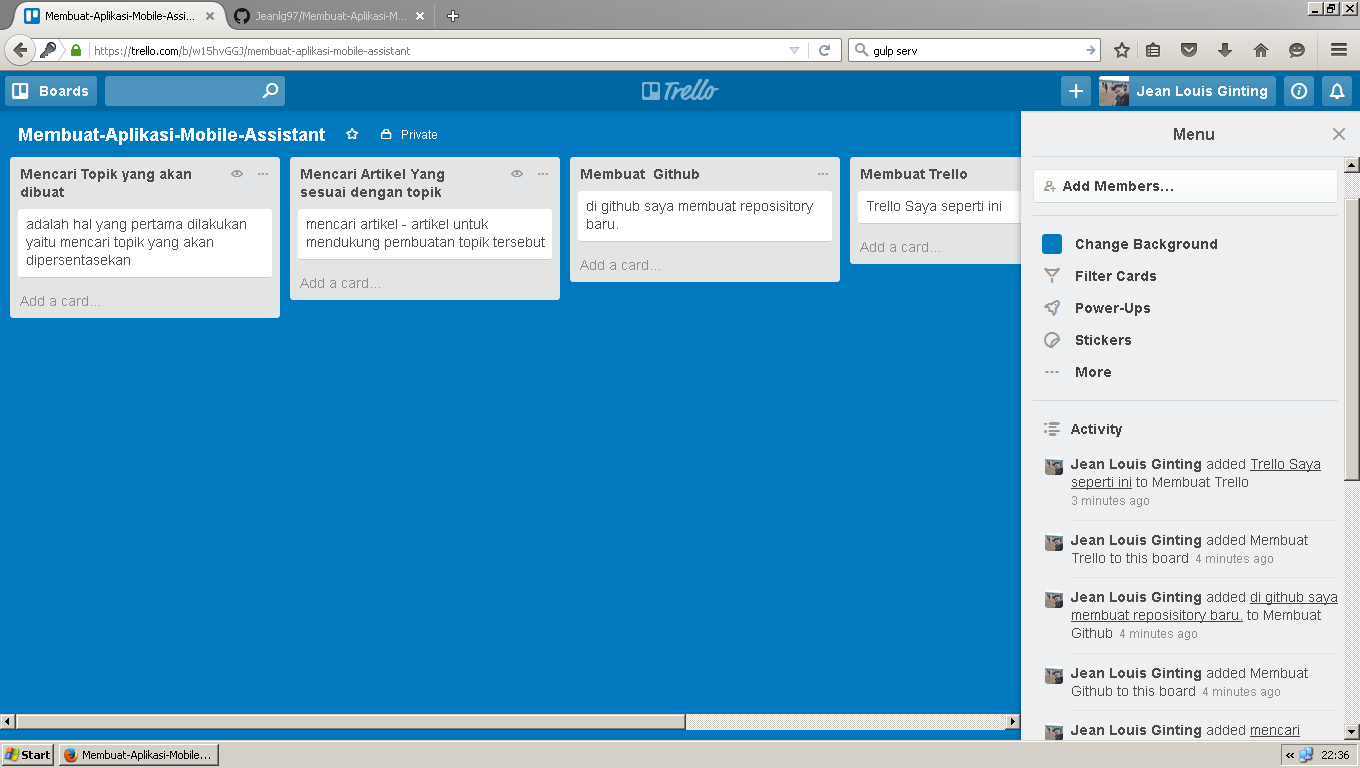 Membuat-Aplikasi-Mobile-Assi...
Jeanlg97/Membuat-Aplikasi-M...
https://trello.com/b/w15hvGGJ/membuat-aplikasi-mobile-assistant
gulp serv
Boards
Trello
Jean Louis Ginting
Membuat-Aplikasi-Mobile-Assistant
Private
Mencari Topik yang akan
dibuat
adalah hal yang pertama dilakukan
yaitu mencari topik yang akan
dipersentasekan
Add a card...
Mencari Artikel Yang
sesuai dengan topik
mencari artikel - artikel untuk
mendukung pembuatan topik tersebut
Add a card...
Membuat Github
di github saya membuat reposisitory
baru.
Add a card...
Membuat Trello
Trello Saya seperti ini
Add a card...
Menu
Add Members...
Change Background
Filter Cards
Power-Ups
Stickers
More
Activity
Jean Louis Ginting added Trello Saya
seperti ini to Membuat Trello
3 minutes ago
Jean Louis Ginting added Membuat
Trello to this board 4 minutes ago
Jean Louis Ginting added di github saya
membuat reposisitory baru. to Membuat
Github 4 minutes ago
Jean Louis Ginting added Membuat
Github to this board 4 minutes ago
Jean Louis Ginting added mencari
Start
Membuat-Aplikasi-Mobile...
22:36